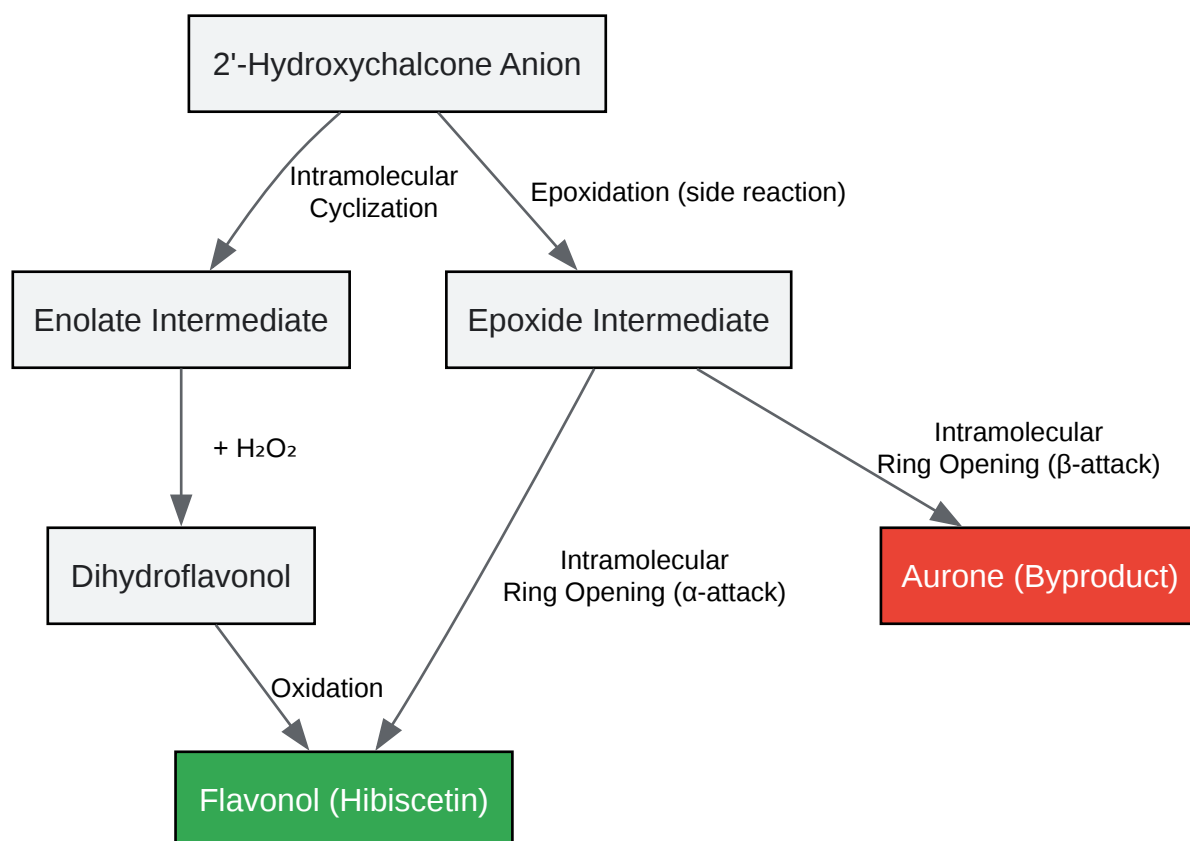 2'-Hydroxychalcone Anion
Intramolecular
Cyclization
Epoxidation (side reaction)
Enolate Intermediate
Epoxide Intermediate
+ H₂O₂
Intramolecular
Ring Opening (β-attack)
Dihydroflavonol
Intramolecular
Ring Opening (α-attack)
Aurone (Byproduct)
Oxidation
Flavonol (Hibiscetin)